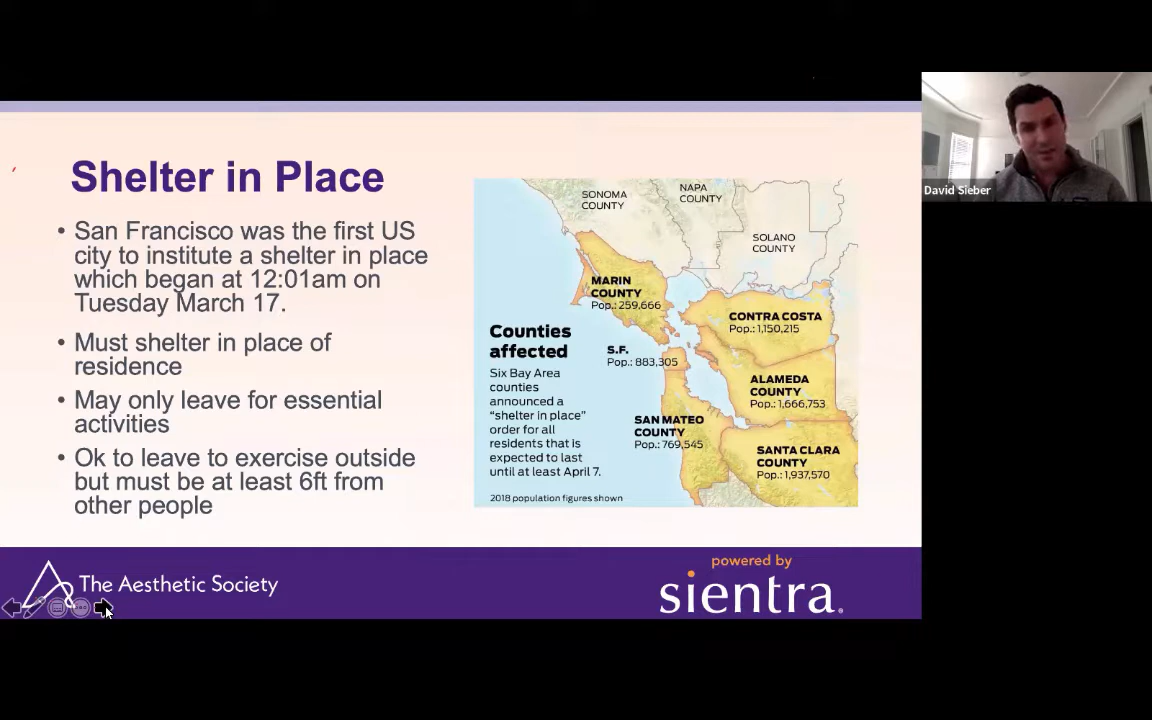 Shelter in Place
• San Francisco was the first US
city to institute a shelter in place
which began at 12:01am on
Tuesday March 17.
• Must shelter in place of
residence
• May only leave for essential
activities
• Ok to leave to exercise outside
but must be at least 6ft from
other people
SONOMA
COUNTY
NAPA
COUNTY
SOLANO
COUNTY
MARIN
COUNTY
Pop.: 259,666
CONTRA COSTA
Pop.: 1,150,215
Counties
affected
Six Bay Area
counties
announced a
“shelter in place”
order for all
residents that is
expected to last
until at least April 7.
2018 population figures shown
S.F.
Pop.: 883,305
ALAMEDA
COUNTY
Pop.: 1,666,753
SAN MATEO
COUNTY
Pop.: 769,545
SANTA CLARA
COUNTY
Pop.: 1,937,570
The Aesthetic Society
powered by
sientra.
David Sieber